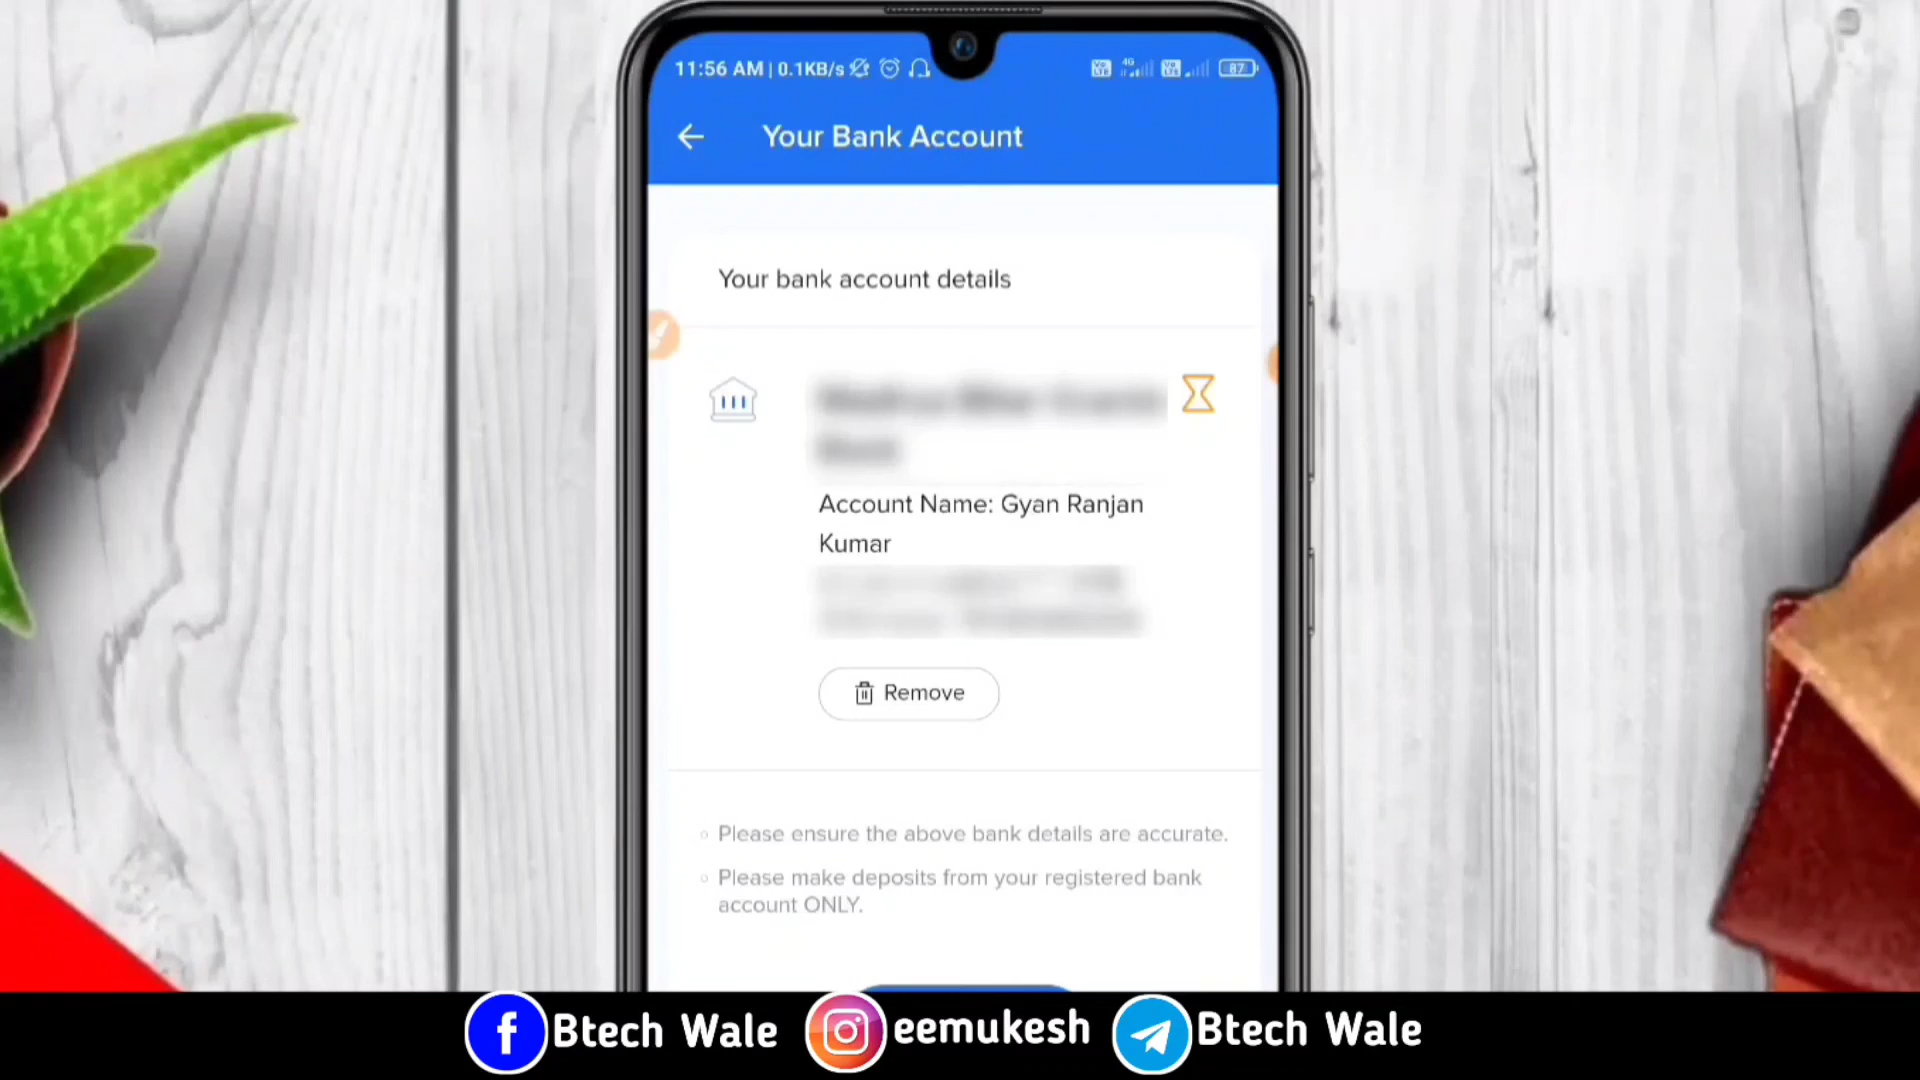 11:56 AM | 0.1KB/s
4G
87
Your Bank Account
Your bank account details
Account Name: Gyan Ranjan
Kumar
Remove
Please ensure the above bank details are accurate.
Please make deposits from your registered bank
account ONLY.
Btech Wale
eemukesh
Btech Wale